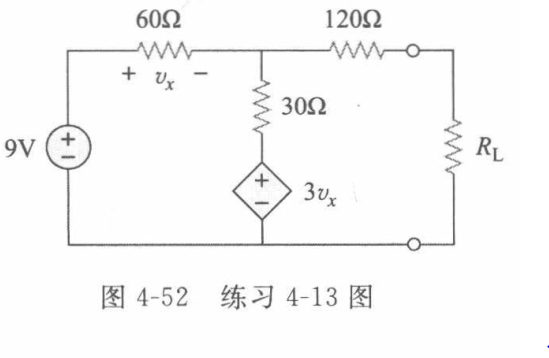 60Ω 120Ω
+ vx −
30Ω
9V + − RL
+ − 3vx
图 4-52 练习 4-13 图